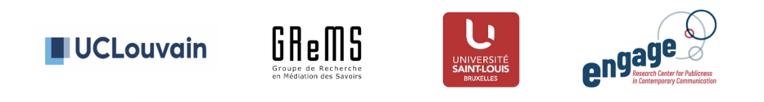 UCLouvain
GReMS
Groupe de Recherche
en Médiation des Savoirs
UNIVERSITÉ
SAINT-LOUIS
BRUXELLES
engage
Research Center for Publicness
in Contemporary Communication